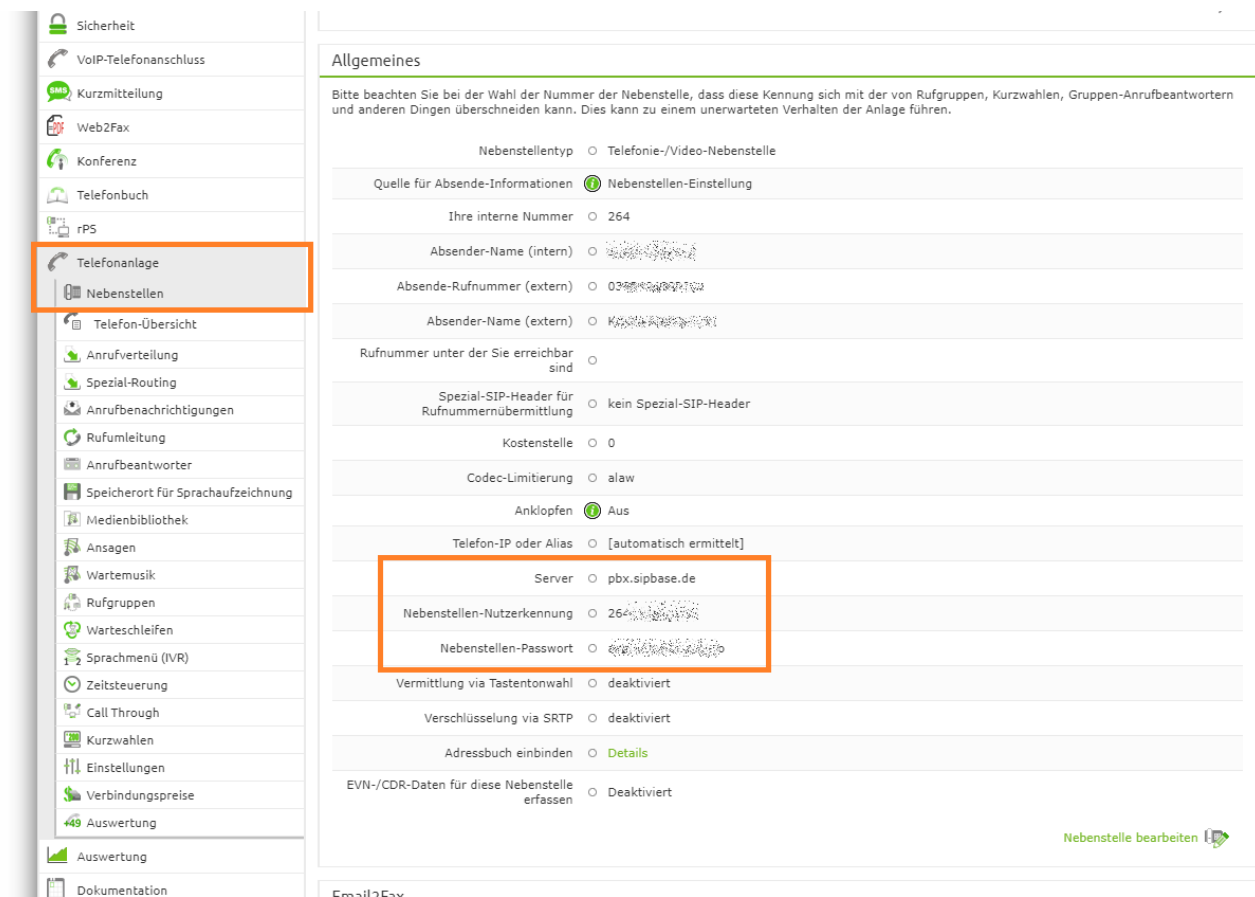 Sicherheit
VoIP-Telefonanschluss
SMS
Kurzmitteilung
Web2Fax
Konferenz
Telefonbuch
rPS
Telefonanlage
Nebenstellen
Telefon-Übersicht
Anrufverteilung
Spezial-Routing
Anrufbenachrichtigungen
Rufumleitung
Anrufbeantworter
Speicherort für Sprachaufzeichnung
Medienbibliothek
Ansagen
Wartemusik
Rufgruppen
Warteschleifen
Sprachmenü (IVR)
Zeitsteuerung
Call Through
Kurzwahlen
Einstellungen
Verbindungspreise
+49 Auswertung
Auswertung
Dokumentation
Allgemeines
Bitte beachten Sie bei der Wahl der Nummer der Nebenstelle, dass diese Kennung sich mit der von Rufgruppen, Kurzwahlen, Gruppen-Anrufbeantwortern
und anderen Dingen überschneiden kann. Dies kann zu einem unerwarteten Verhalten der Anlage führen.
Nebenstellentyp Telefonie-/Video-Nebenstelle
Quelle für Absende-Informationen Nebenstellen-Einstellung
Ihre interne Nummer 264
Absender-Name (intern)
Absende-Rufnummer (extern)
Absender-Name (extern)
Rufnummer unter der Sie erreichbar
sind
Spezial-SIP-Header für
Rufnummernübermittlung kein Spezial-SIP-Header
Kostenstelle 0
Codec-Limitierung alaw
Anklopfen Aus
Telefon-IP oder Alias [automatisch ermittelt]
Server pbx.sipbase.de
Nebenstellen-Nutzerkennung
Nebenstellen-Passwort
Vermittlung via Tastentonwahl deaktiviert
Verschlüsselung via SRTP deaktiviert
Adressbuch einbinden Details
EVN-/CDR-Daten für diese Nebenstelle
erfassen Deaktiviert
Nebenstelle bearbeiten
Email2Fax